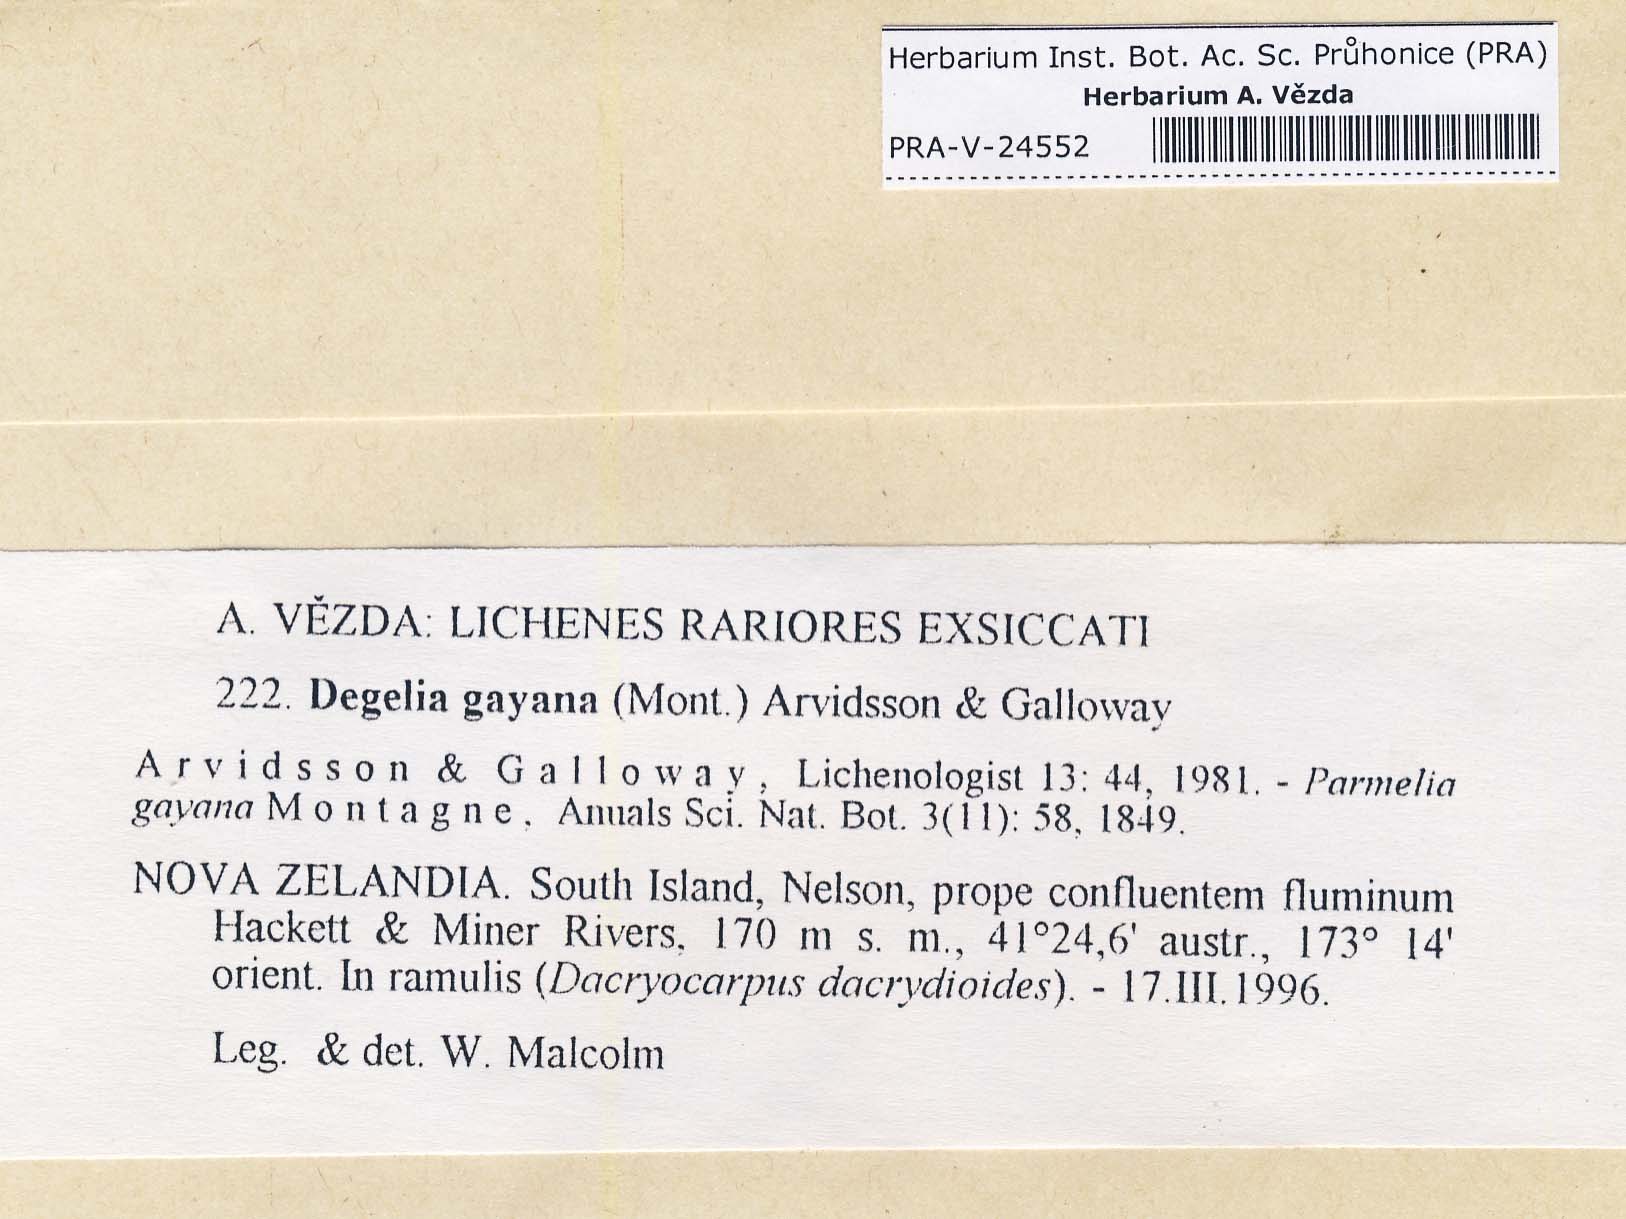 Herbarium Inst. Bot. Ac. Sc. Průhonice (PRA)
Herbarium A. Vězda
PRA-V-24552
A. VĚZDA: LICHENES RARIORES EXSICCATI
222. Degelia gayana (Mont.) Arvidsson & Galloway
Arvidsson & Galloway, Lichenologist 13: 44, 1981. - Parmelia
gayana Montagne, Annals Sci. Nat. Bot. 3(11): 58, 1849.
NOVA ZELANDIA. South Island, Nelson, prope confluentem fluminum
Hackett & Miner Rivers, 170 m s. m., 41°24,6' austr., 173° 14'
orient. In ramulis (Dacryocarpus dacrydioides). - 17.III.1996.
Leg. & det. W. Malcolm